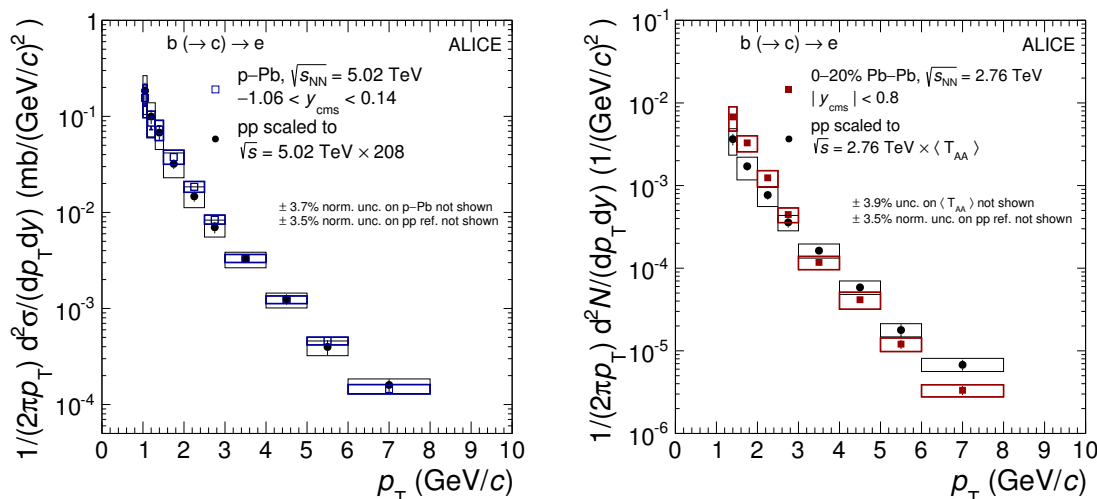 b (→ c) → e
ALICE
p–Pb, √s_NN = 5.02 TeV
−1.06 < y_cms < 0.14
pp scaled to
√s = 5.02 TeV × 208
± 3.7% norm. unc. on p–Pb not shown
± 3.5% norm. unc. on pp ref. not shown
1/(2πp_T) d²σ/(dp_Tdy) (mb/(GeV/c)²)
1
10⁻¹
10⁻²
10⁻³
10⁻⁴
0 1 2 3 4 5 6 7 8 9 10
p_T (GeV/c)
b (→ c) → e
ALICE
0–20% Pb–Pb, √s_NN = 2.76 TeV
| y_cms | < 0.8
pp scaled to
√s = 2.76 TeV × ⟨ T_AA ⟩
± 3.9% unc. on ⟨ T_AA ⟩ not shown
± 3.5% norm. unc. on pp ref. not shown
1/(2πp_T) d²N/(dp_Tdy) (1/(GeV/c)²)
10⁻¹
10⁻²
10⁻³
10⁻⁴
10⁻⁵
10⁻⁶
0 1 2 3 4 5 6 7 8 9 10
p_T (GeV/c)